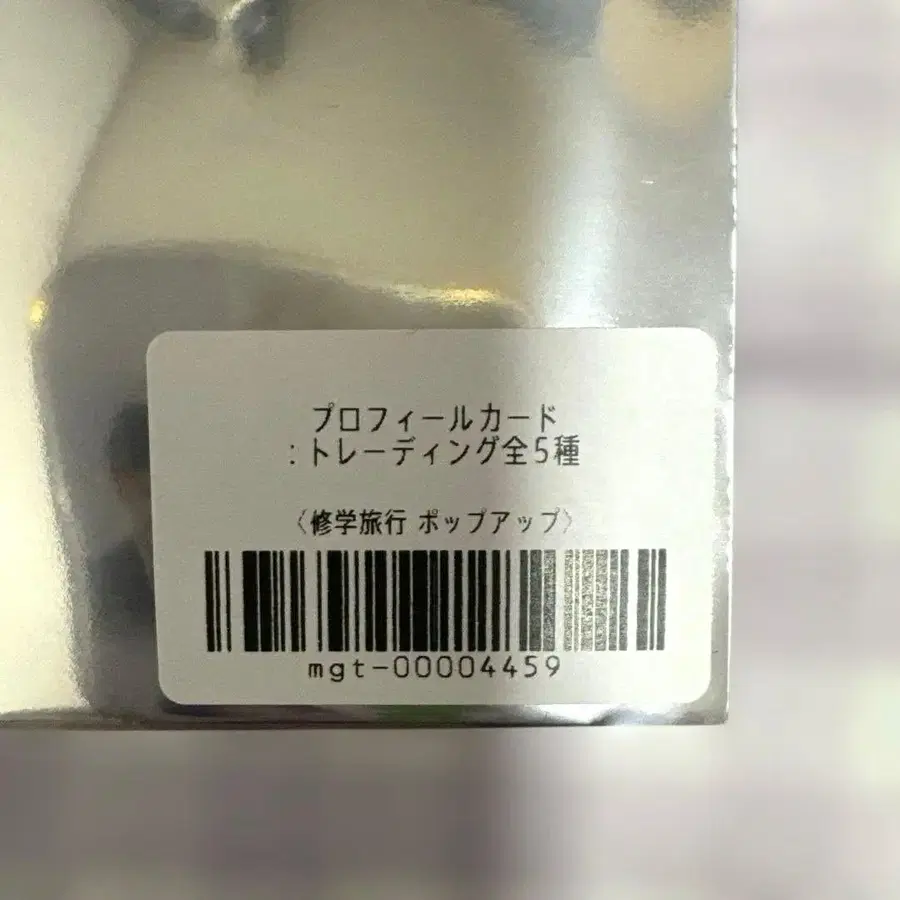 プロフィールカード
:トレーディング全5種
〈修学旅行 ポップアップ〉
mgt-00004459